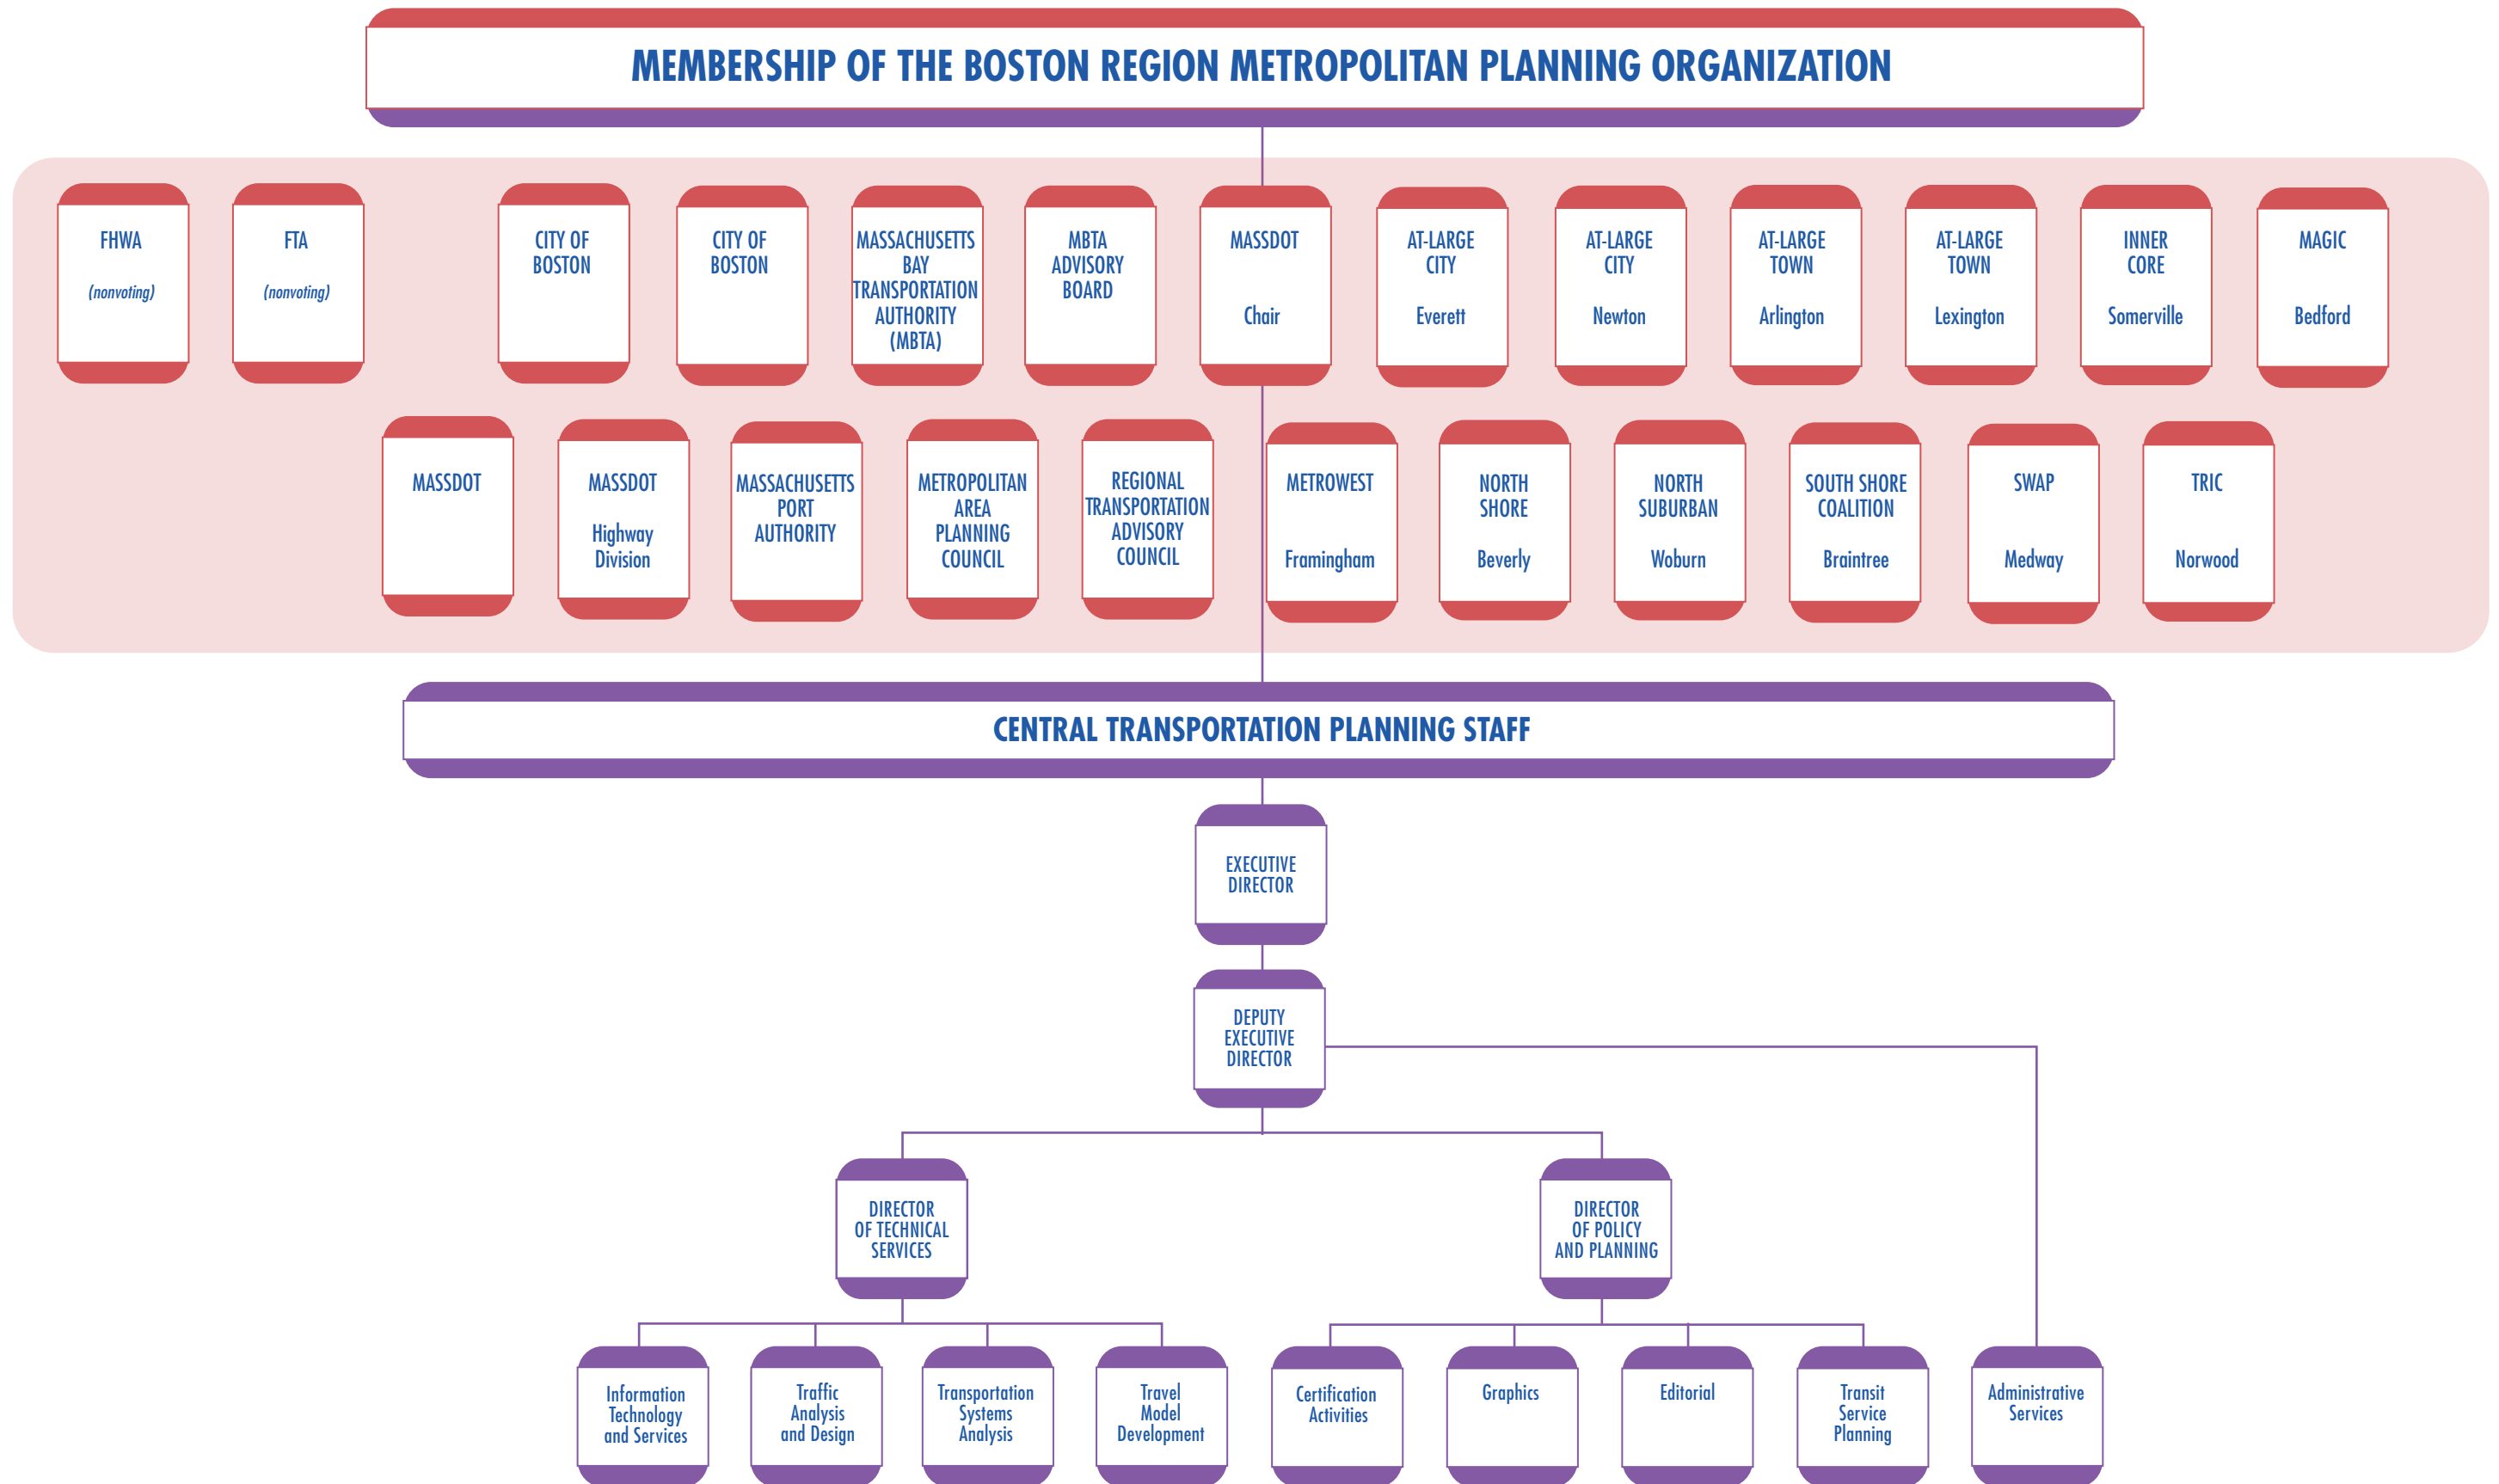 MEMBERSHIP OF THE BOSTON REGION METROPOLITAN PLANNING ORGANIZATION
FHWA
(nonvoting)
FTA
(nonvoting)
CITY OF
BOSTON
CITY OF
BOSTON
MASSACHUSETTS
BAY
TRANSPORTATION
AUTHORITY
(MBTA)
MBTA
ADVISORY
BOARD
MASSDOT
Chair
AT-LARGE
CITY
Everett
AT-LARGE
CITY
Newton
AT-LARGE
TOWN
Arlington
AT-LARGE
TOWN
Lexington
INNER
CORE
Somerville
MAGIC
Bedford
MASSDOT
MASSDOT
Highway
Division
MASSACHUSETTS
PORT
AUTHORITY
METROPOLITAN
AREA
PLANNING
COUNCIL
REGIONAL
TRANSPORTATION
ADVISORY
COUNCIL
METROWEST
Framingham
NORTH
SHORE
Beverly
NORTH
SUBURBAN
Woburn
SOUTH SHORE
COALITION
Braintree
SWAP
Medway
TRIC
Norwood
CENTRAL TRANSPORTATION PLANNING STAFF
EXECUTIVE
DIRECTOR
DEPUTY
EXECUTIVE
DIRECTOR
DIRECTOR
OF TECHNICAL
SERVICES
DIRECTOR
OF POLICY
AND PLANNING
Information
Technology
and Services
Traffic
Analysis
and Design
Transportation
Systems
Analysis
Travel
Model
Development
Certification
Activities
Graphics
Editorial
Transit
Service
Planning
Administrative
Services